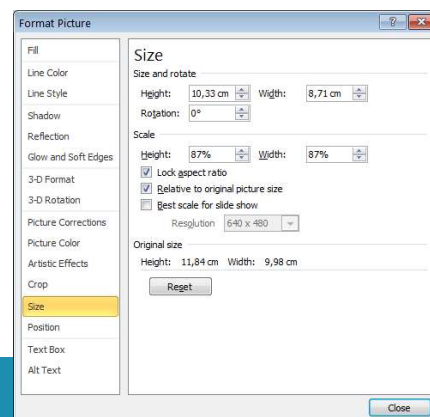 Format Picture
Fill
Line Color
Line Style
Shadow
Reflection
Glow and Soft Edges
3-D Format
3-D Rotation
Picture Corrections
Picture Color
Artistic Effects
Crop
Size
Position
Text Box
Alt Text
Size
Size and rotate
Height: 10,33 cm Width: 8,71 cm
Rotation: 0°
Scale
Height: 87% Width: 87%
Lock aspect ratio
Relative to original picture size
Best scale for slide show
Resolution 640 x 480
Original size
Height: 11,84 cm Width: 9,98 cm
Reset
Close